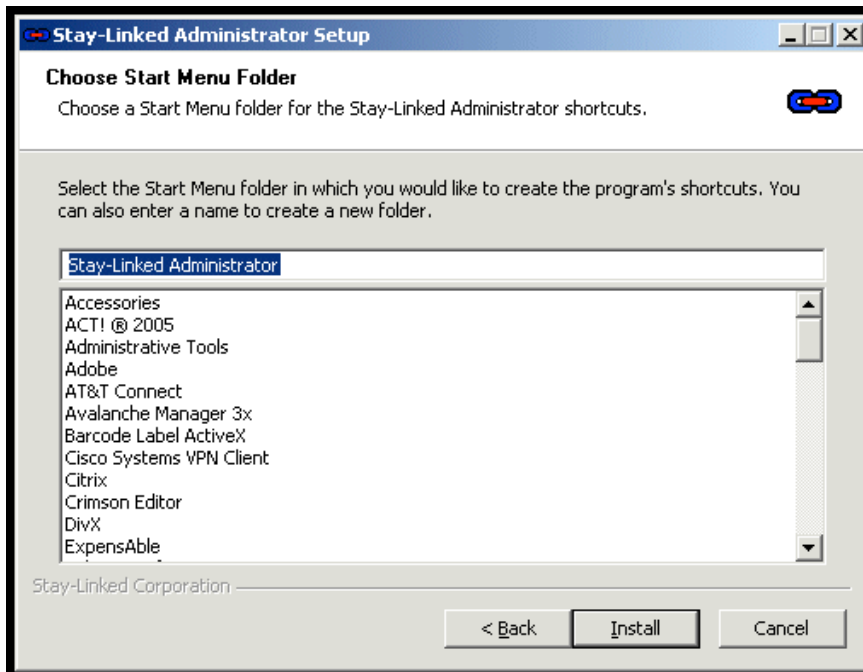 Stay-Linked Administrator Setup
Choose Start Menu Folder
Choose a Start Menu folder for the Stay-Linked Administrator shortcuts.
Select the Start Menu folder in which you would like to create the program's shortcuts. You
can also enter a name to create a new folder.
Stay-Linked Administrator
Accessories
ACT! ® 2005
Administrative Tools
Adobe
AT&T Connect
Avalanche Manager 3x
Barcode Label ActiveX
Cisco Systems VPN Client
Citrix
Crimson Editor
DivX
ExpensAble
Stay-Linked Corporation
< Back
Install
Cancel